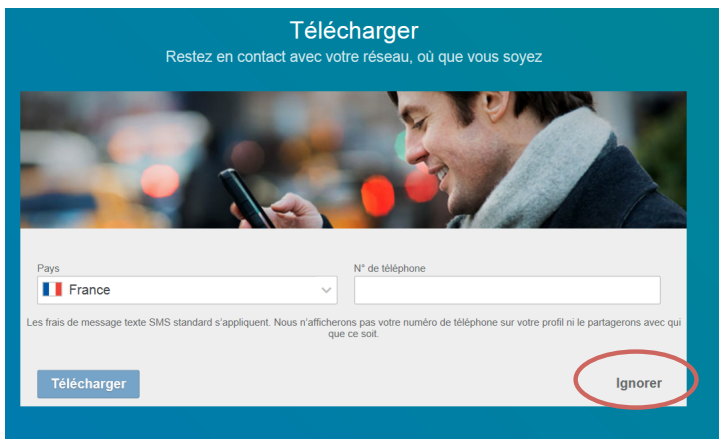 Télécharger
Restez en contact avec votre réseau, où que vous soyez
Pays
N° de téléphone
France
Les frais de message texte SMS standard s'appliquent. Nous n'afficherons pas votre numéro de téléphone sur votre profil ni le partagerons avec qui
que ce soit.
Télécharger
Ignorer